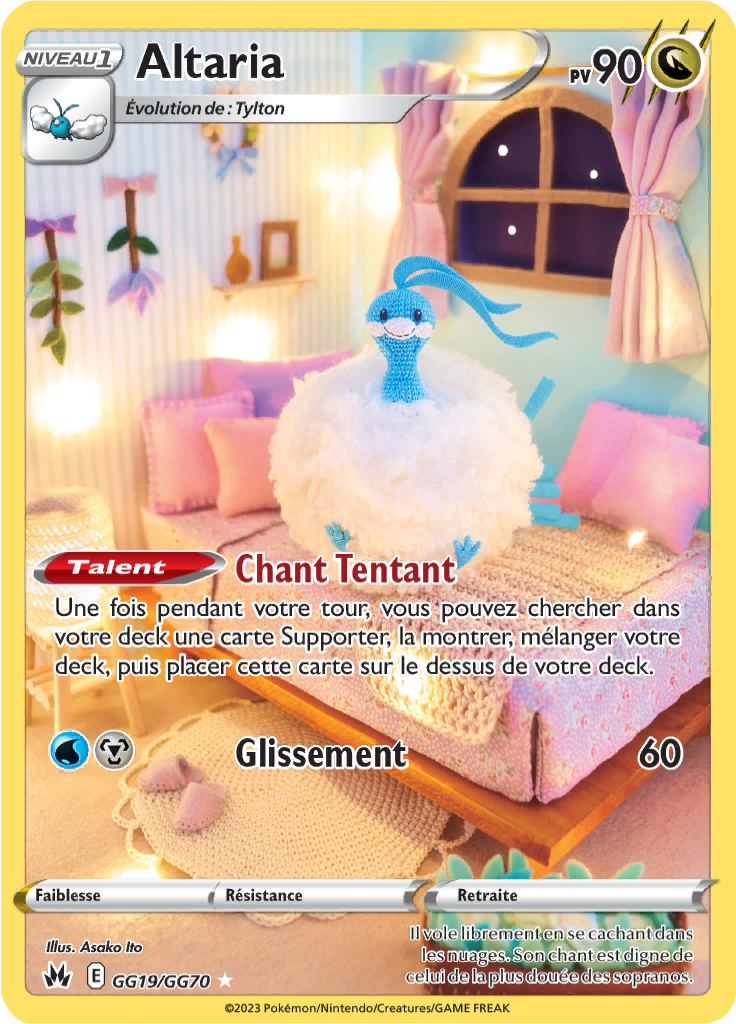 NIVEAU 1
Altaria
PV 90
Évolution de : Tylton
Talent
Chant Tentant
Une fois pendant votre tour, vous pouvez chercher dans
votre deck une carte Supporter, la montrer, mélanger votre
deck, puis placer cette carte sur le dessus de votre deck.
Glissement 60
Faiblesse Résistance Retraite
Illus. Asako Ito
Il vole librement en se cachant dans
les nuages. Son chant est digne de
celui de la plus douée des sopranos.
E GG19/GG70
©2023 Pokémon/Nintendo/Creatures/GAME FREAK